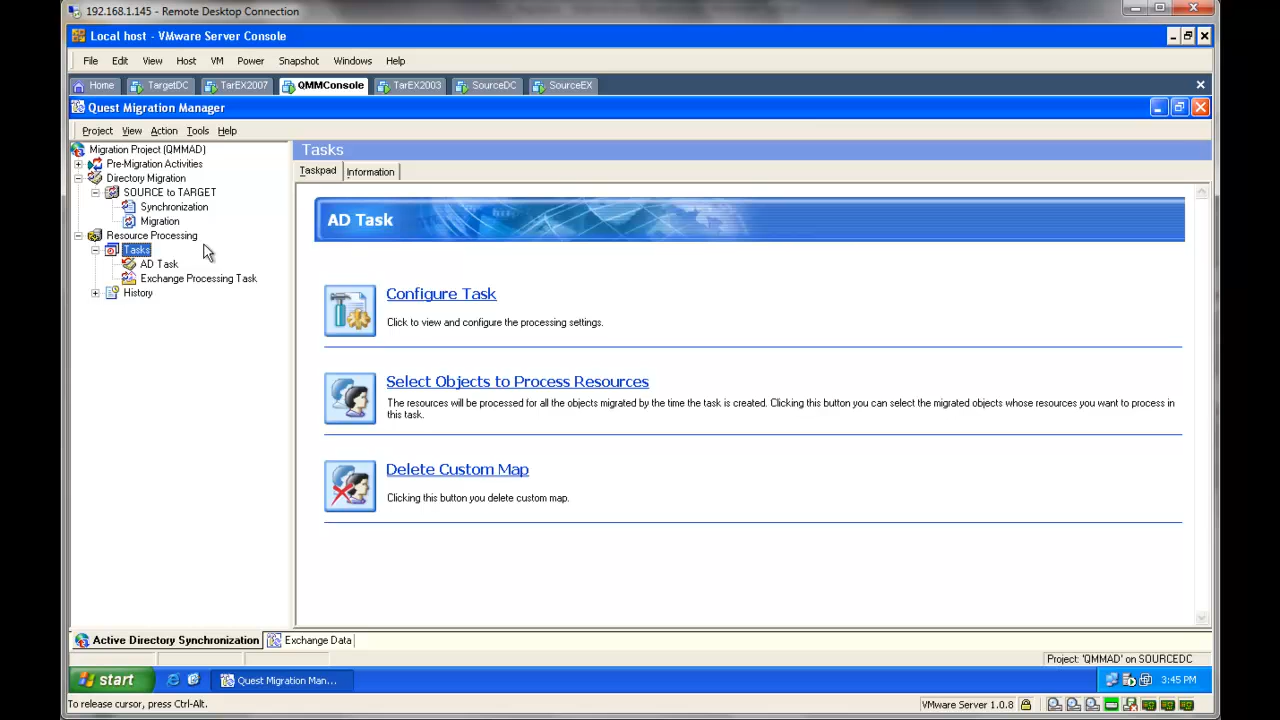 192.168.1.145 - Remote Desktop Connection
Local host - VMware Server Console
File Edit View Host VM Power Snapshot Windows Help
Home TargetDC TarEX2007 QMMConsole TarEX2003 SourceDC SourceEX
Quest Migration Manager
Project View Action Tools Help
Migration Project (QMMAD)
Pre-Migration Activities
Directory Migration
SOURCE to TARGET
Synchronization
Migration
Resource Processing
Tasks
AD Task
Exchange Processing Task
History
Tasks
Taskpad Information
AD Task
Configure Task
Click to view and configure the processing settings.
Select Objects to Process Resources
The resources will be processed for all the objects migrated by the time the task is created. Clicking this button you can select the migrated objects whose resources you want to process in
this task.
Delete Custom Map
Clicking this button you delete custom map.
Active Directory Synchronization Exchange Data
Project: 'QMMAD' on SOURCEDC
start Quest Migration Man... 3:45 PM
To release cursor, press Ctrl-Alt. VMware Server 1.0.8